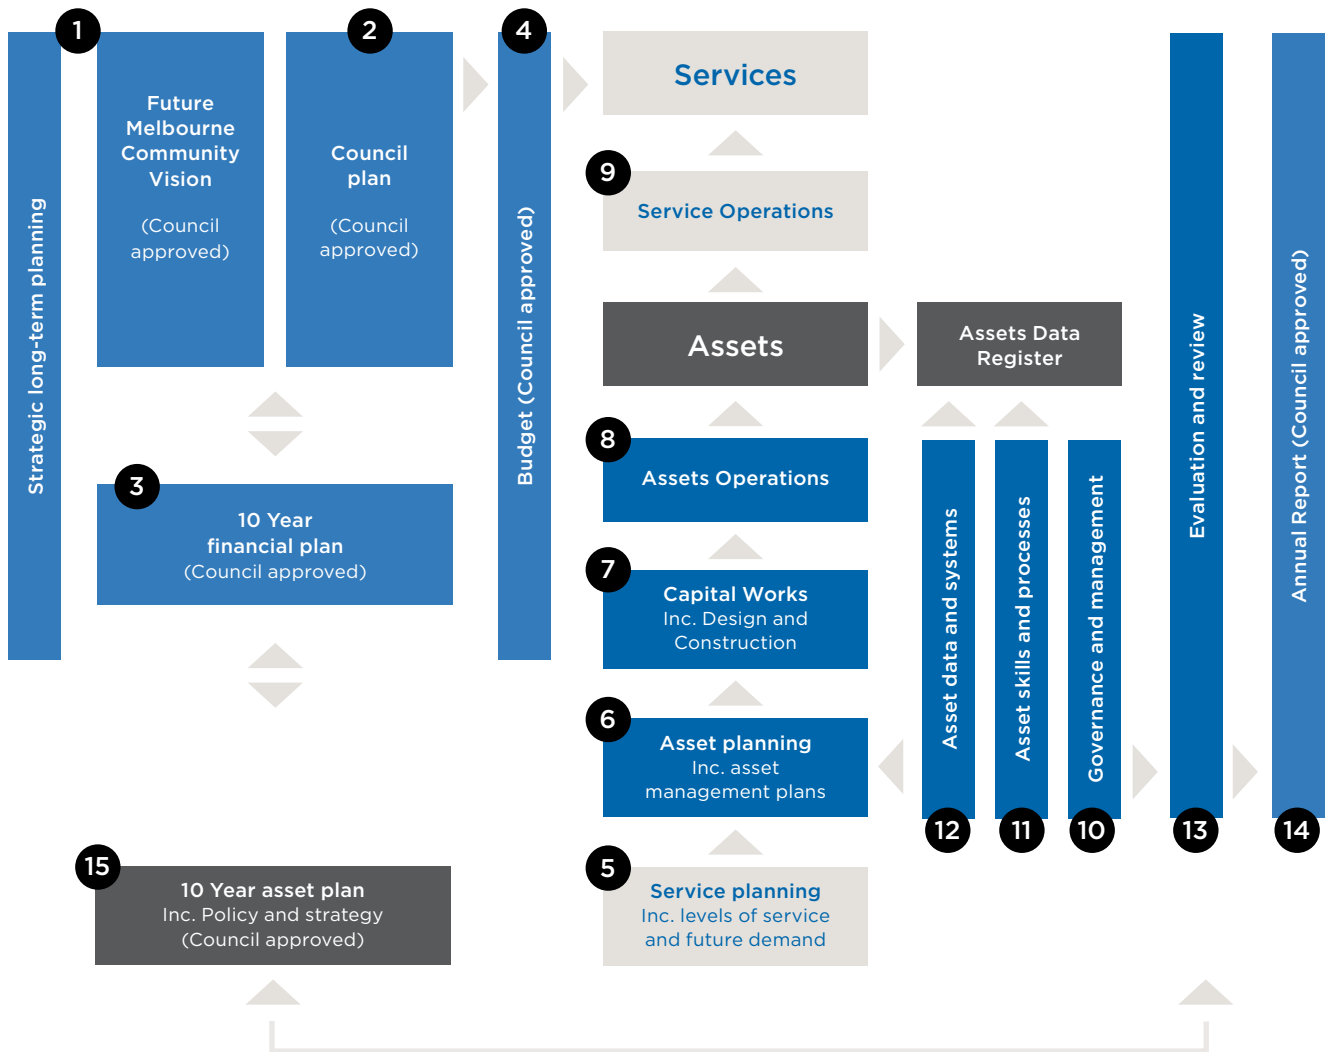 1
2
4
Strategic long-term planning
Future
Melbourne
Community
Vision
(Council
approved)
Council
plan
(Council
approved)
3
10 Year
financial plan
(Council approved)
15
10 Year asset plan
Inc. Policy and strategy
(Council approved)
Budget (Council approved)
Services
9
Service Operations
Assets
Assets Data
Register
8
Assets Operations
7
Capital Works
Inc. Design and
Construction
6
Asset planning
Inc. asset
management plans
5
Service planning
Inc. levels of service
and future demand
Asset data and systems
12
Asset skills and processes
11
Governance and management
10
Evaluation and review
13
Annual Report (Council approved)
14